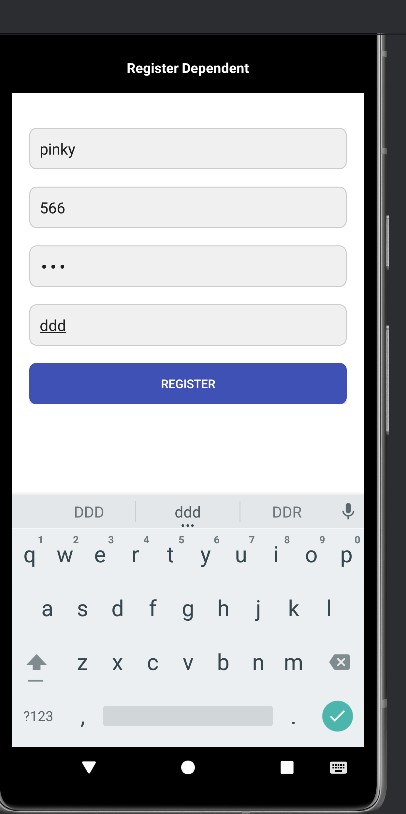 Register Dependent
pinky
566
•••
ddd
REGISTER
DDD ddd DDR
1 2 3 4 5 6 7 8 9 0
q w e r t y u i o p
a s d f g h j k l
z x c v b n m
?123 , .